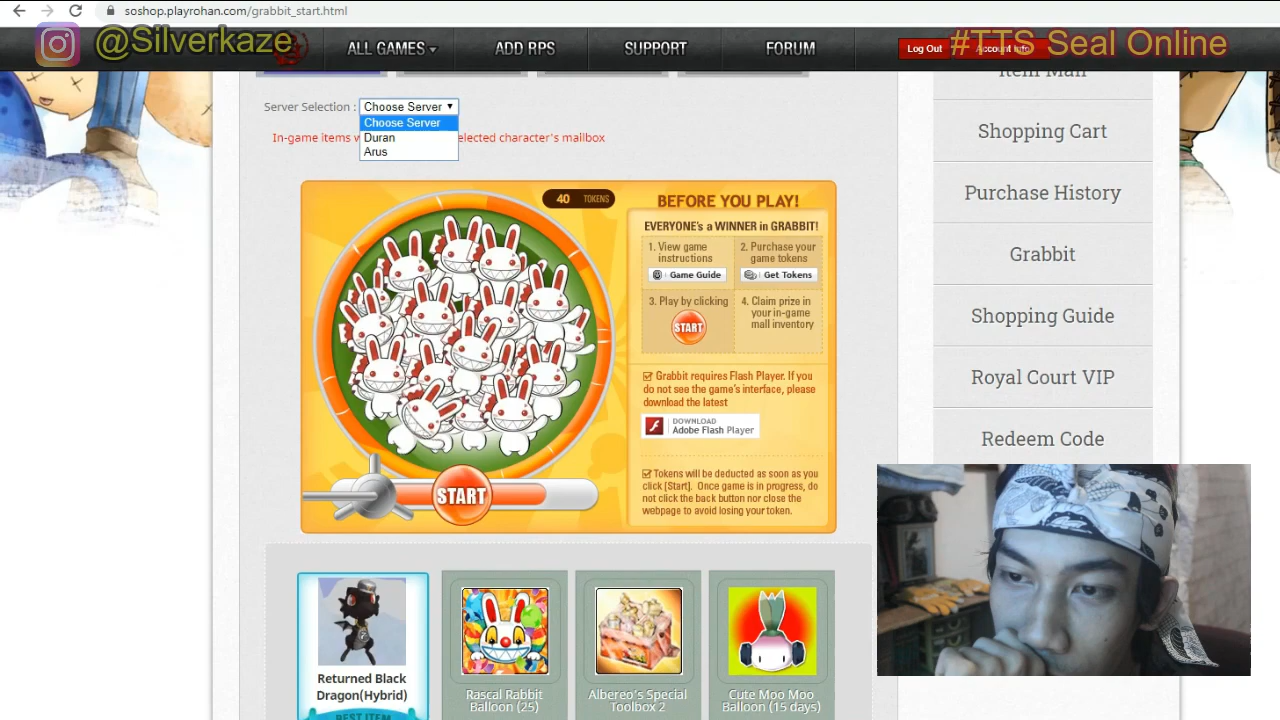 soshop.playrohan.com/grabbit_start.html
@Silverkaze
ALL GAMES
ADD RPS
SUPPORT
FORUM
Log Out
Account Info
#TTS Seal Online
Item Mall
Shopping Cart
Purchase History
Grabbit
Shopping Guide
Royal Court VIP
Redeem Code
Server Selection :
Choose Server
Choose Server
Duran
Arus
In-game items w
elected character's mailbox
40 TOKENS
BEFORE YOU PLAY!
EVERYONE's a WINNER in GRABBIT!
1. View game
instructions
Game Guide
2. Purchase your
game tokens
Get Tokens
3. Play by clicking
START
4. Claim prize in
your in-game
mall inventory
Grabbit requires Flash Player. If you
do not see the game's interface, please
download the latest
DOWNLOAD
Adobe Flash Player
Tokens will be deducted as soon as you
click [Start]. Once game is in progress, do
not click the back button nor close the
webpage to avoid losing your token.
START
Returned Black
Dragon(Hybrid)
BEST ITEM
Rascal Rabbit
Balloon (25)
Albereo's Special
Toolbox 2
Cute Moo Moo
Balloon (15 days)